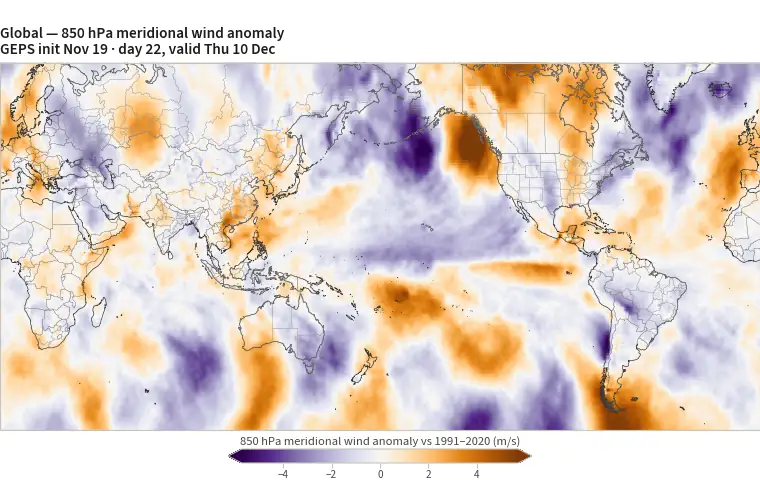 Global — 850 hPa meridional wind anomaly
GEPS init Nov 19 · day 22, valid Thu 10 Dec
850 hPa meridional wind anomaly vs 1991–2020 (m/s)
−4 −2 0 2 4